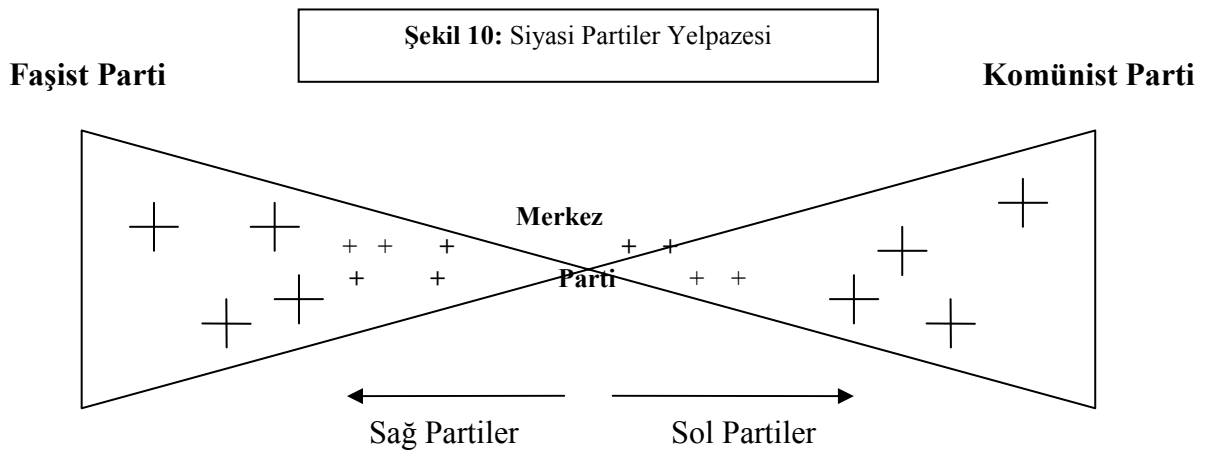 Şekil 10: Siyasi Partiler Yelpazesi
Faşist Parti
Komünist Parti
Merkez
Parti
Sağ Partiler
Sol Partiler